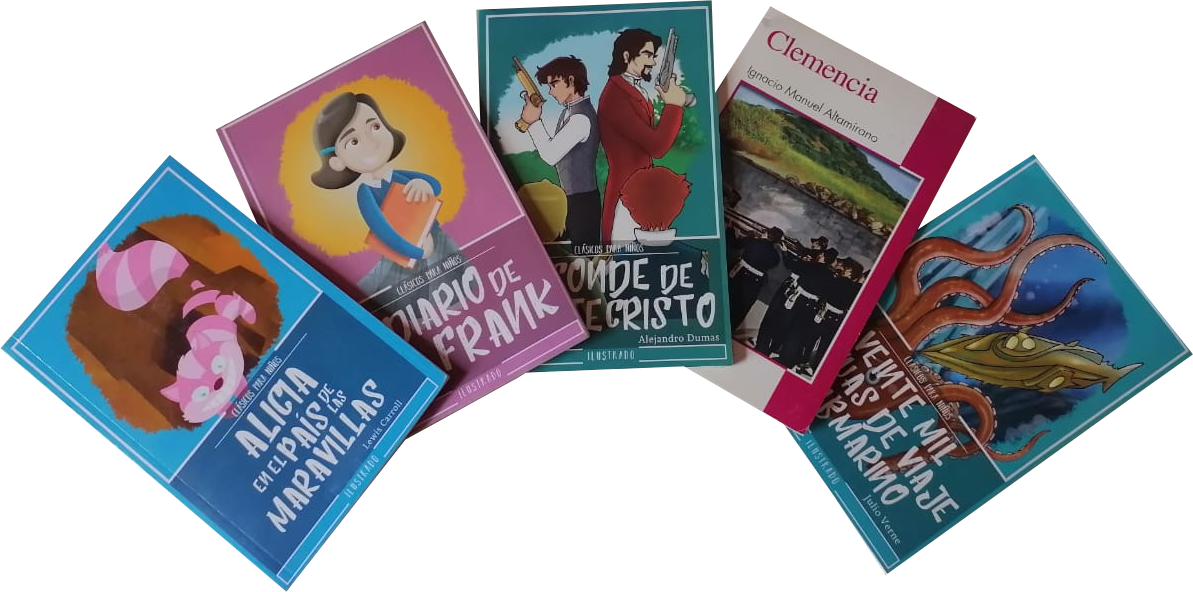 CLÁSICOS PARA NIÑOS
ALICIA
EN EL PAÍS DE
LAS
MARAVILLAS
Lewis Carroll
ILUSTRADO
CLÁSICOS PARA NIÑOS
DIARIO DE
FRANK
ILUSTRADO
CLÁSICOS PARA NIÑOS
CONDE DE
TECRISTO
Alejandro Dumas
ILUSTRADO
Clemencia
Ignacio Manuel Altamirano
CLÁSICOS PARA NIÑOS
VEINTE MIL
UAS DE VIAJE
BMARINO
Julio Verne
ILUSTRADO